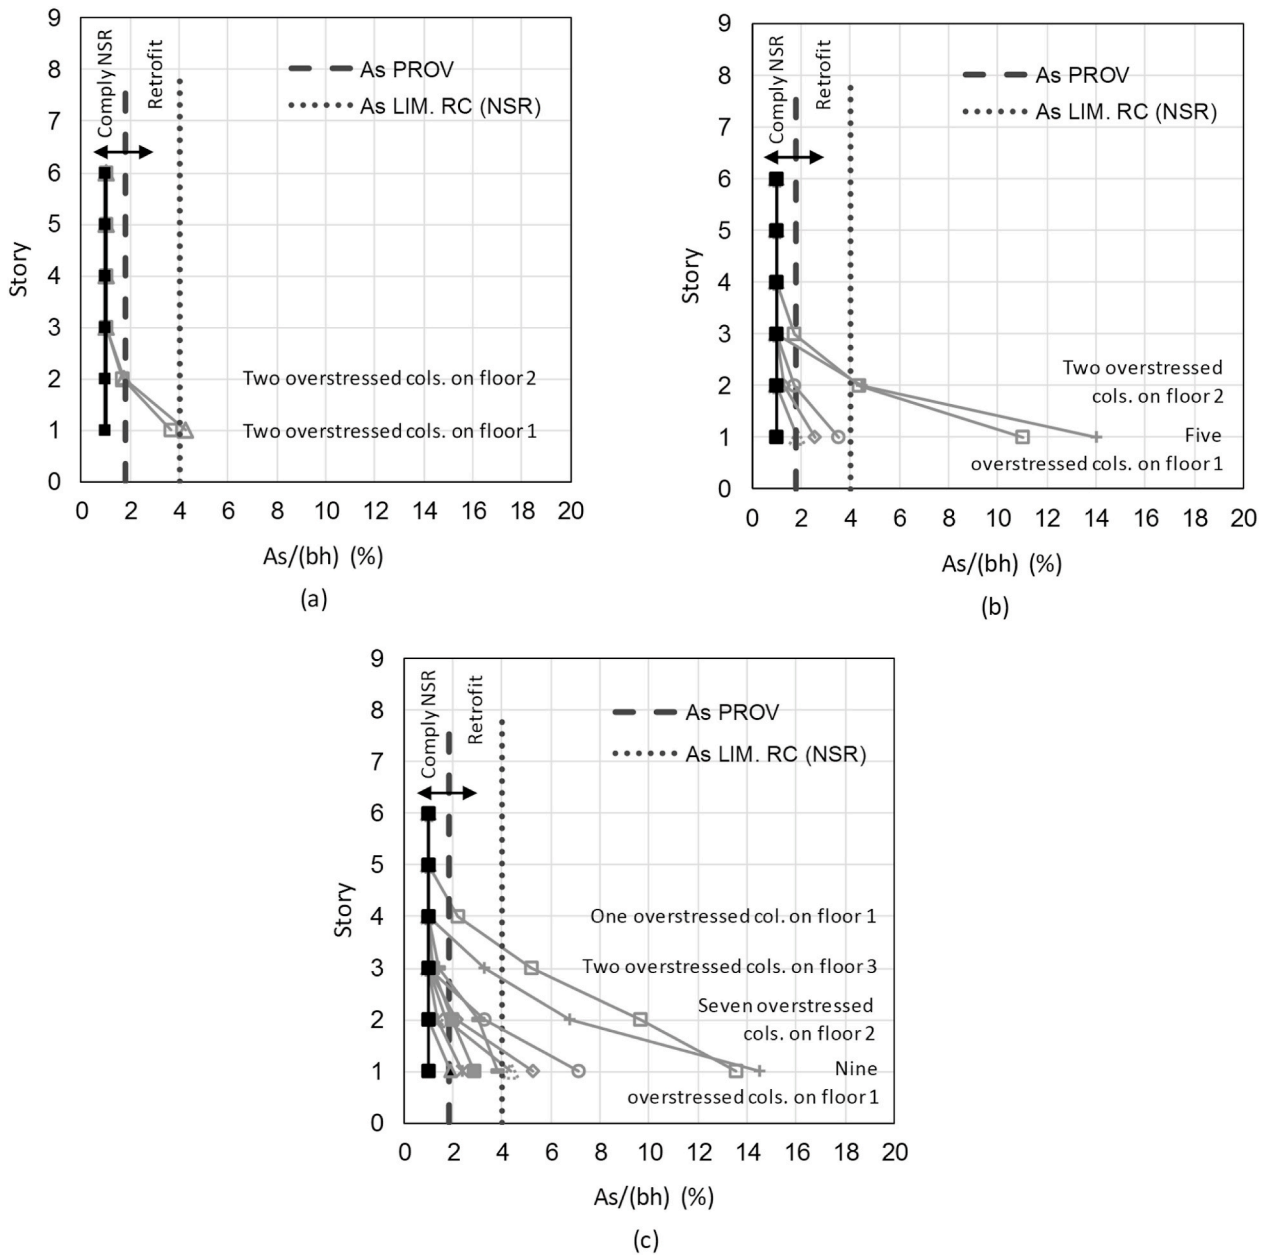 9
8
7
6
5
4
3
2
1
0
Story
Comply NSR
Retrofit
As PROV
As LIM. RC (NSR)
Two overstressed cols. on floor 2
Two overstressed cols. on floor 1
0 2 4 6 8 10 12 14 16 18 20
As/(bh) (%)
(a)
9
8
7
6
5
4
3
2
1
0
Story
Comply NSR
Retrofit
As PROV
As LIM. RC (NSR)
Two overstressed
cols. on floor 2
Five
overstressed cols. on floor 1
0 2 4 6 8 10 12 14 16 18 20
As/(bh) (%)
(b)
9
8
7
6
5
4
3
2
1
0
Story
Comply NSR
Retrofit
As PROV
As LIM. RC (NSR)
One overstressed col. on floor 1
Two overstressed cols. on floor 3
Seven overstressed
cols. on floor 2
Nine
overstressed cols. on floor 1
0 2 4 6 8 10 12 14 16 18 20
As/(bh) (%)
(c)